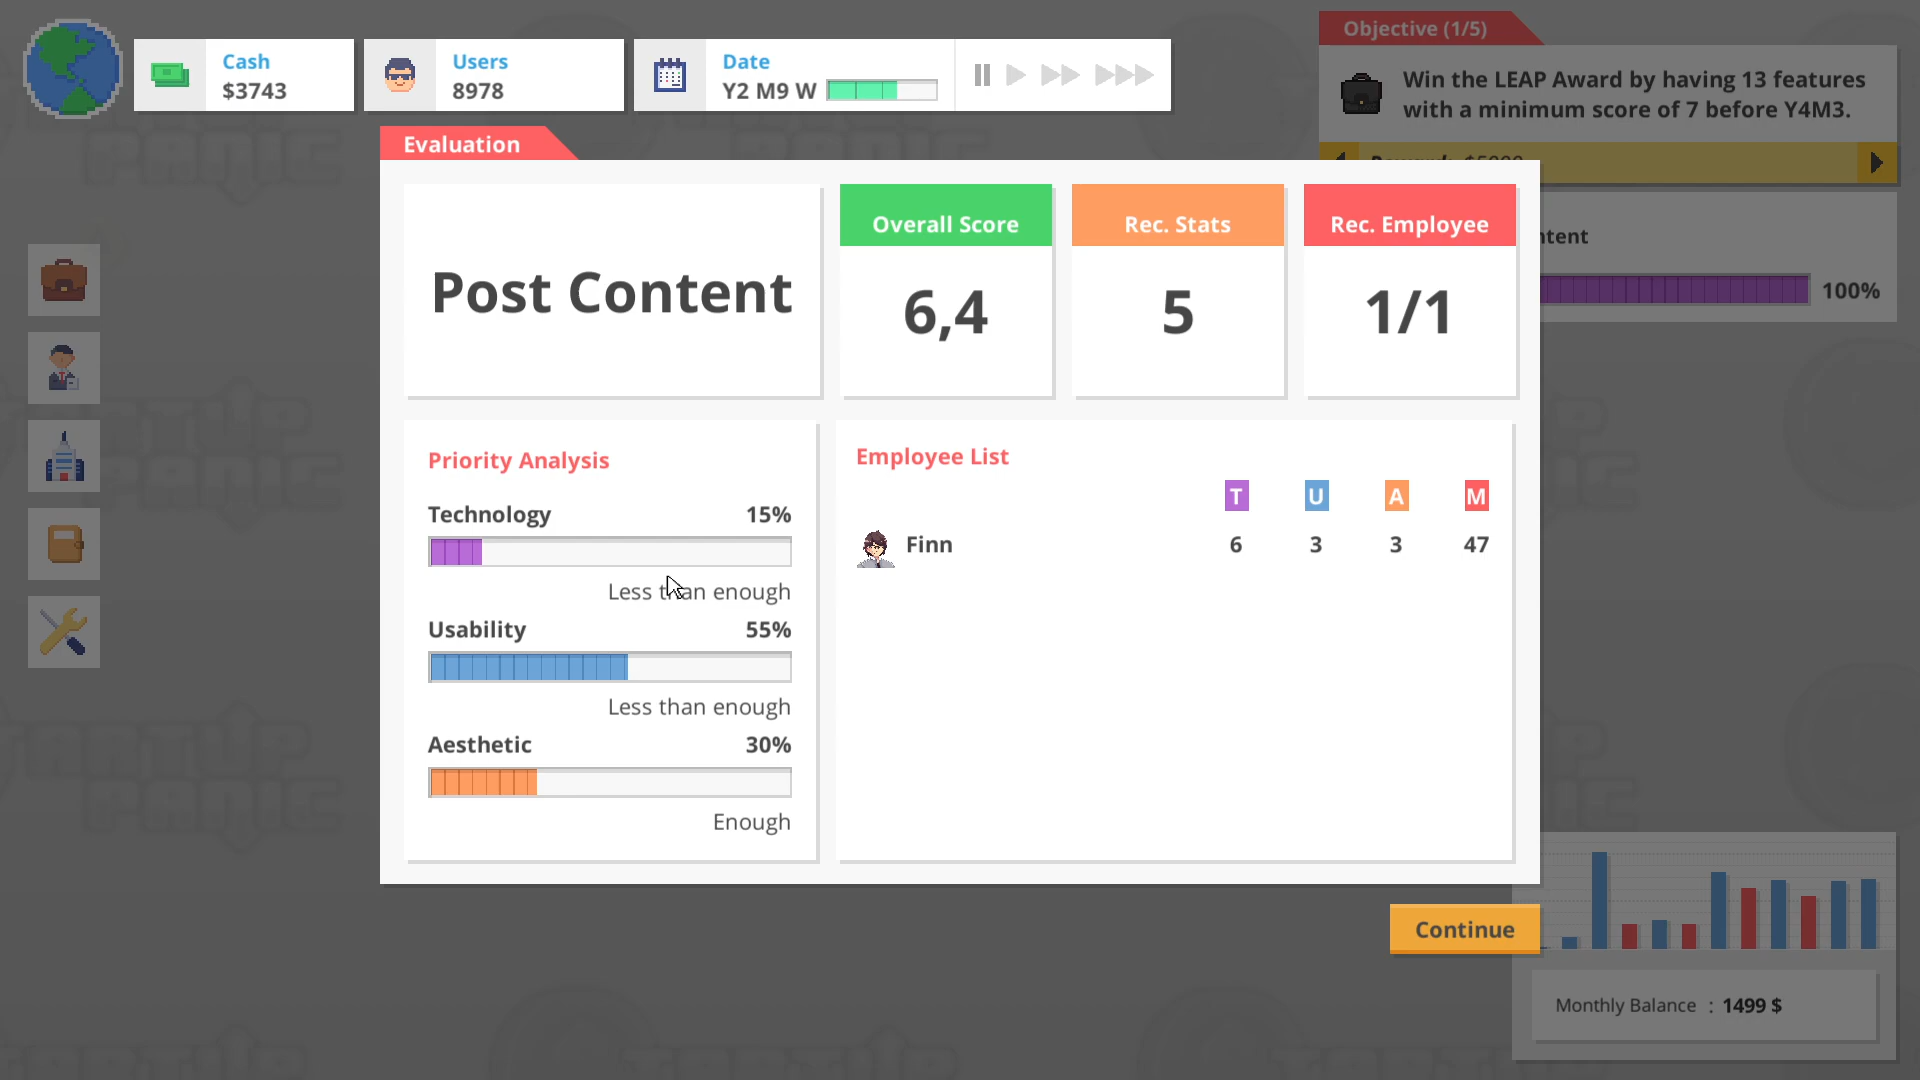 Cash
$3743
Users
8978
Date
Y2 M9 W
Objective (1/5)
Win the LEAP Award by having 13 features
with a minimum score of 7 before Y4M3.
Evaluation
Post Content
Overall Score
6,4
Rec. Stats
5
Rec. Employee
1/1
100%
Priority Analysis
Technology 15%
Less than enough
Usability 55%
Less than enough
Aesthetic 30%
Enough
Employee List
T U A M
Finn 6 3 3 47
Continue
Monthly Balance : 1499 $